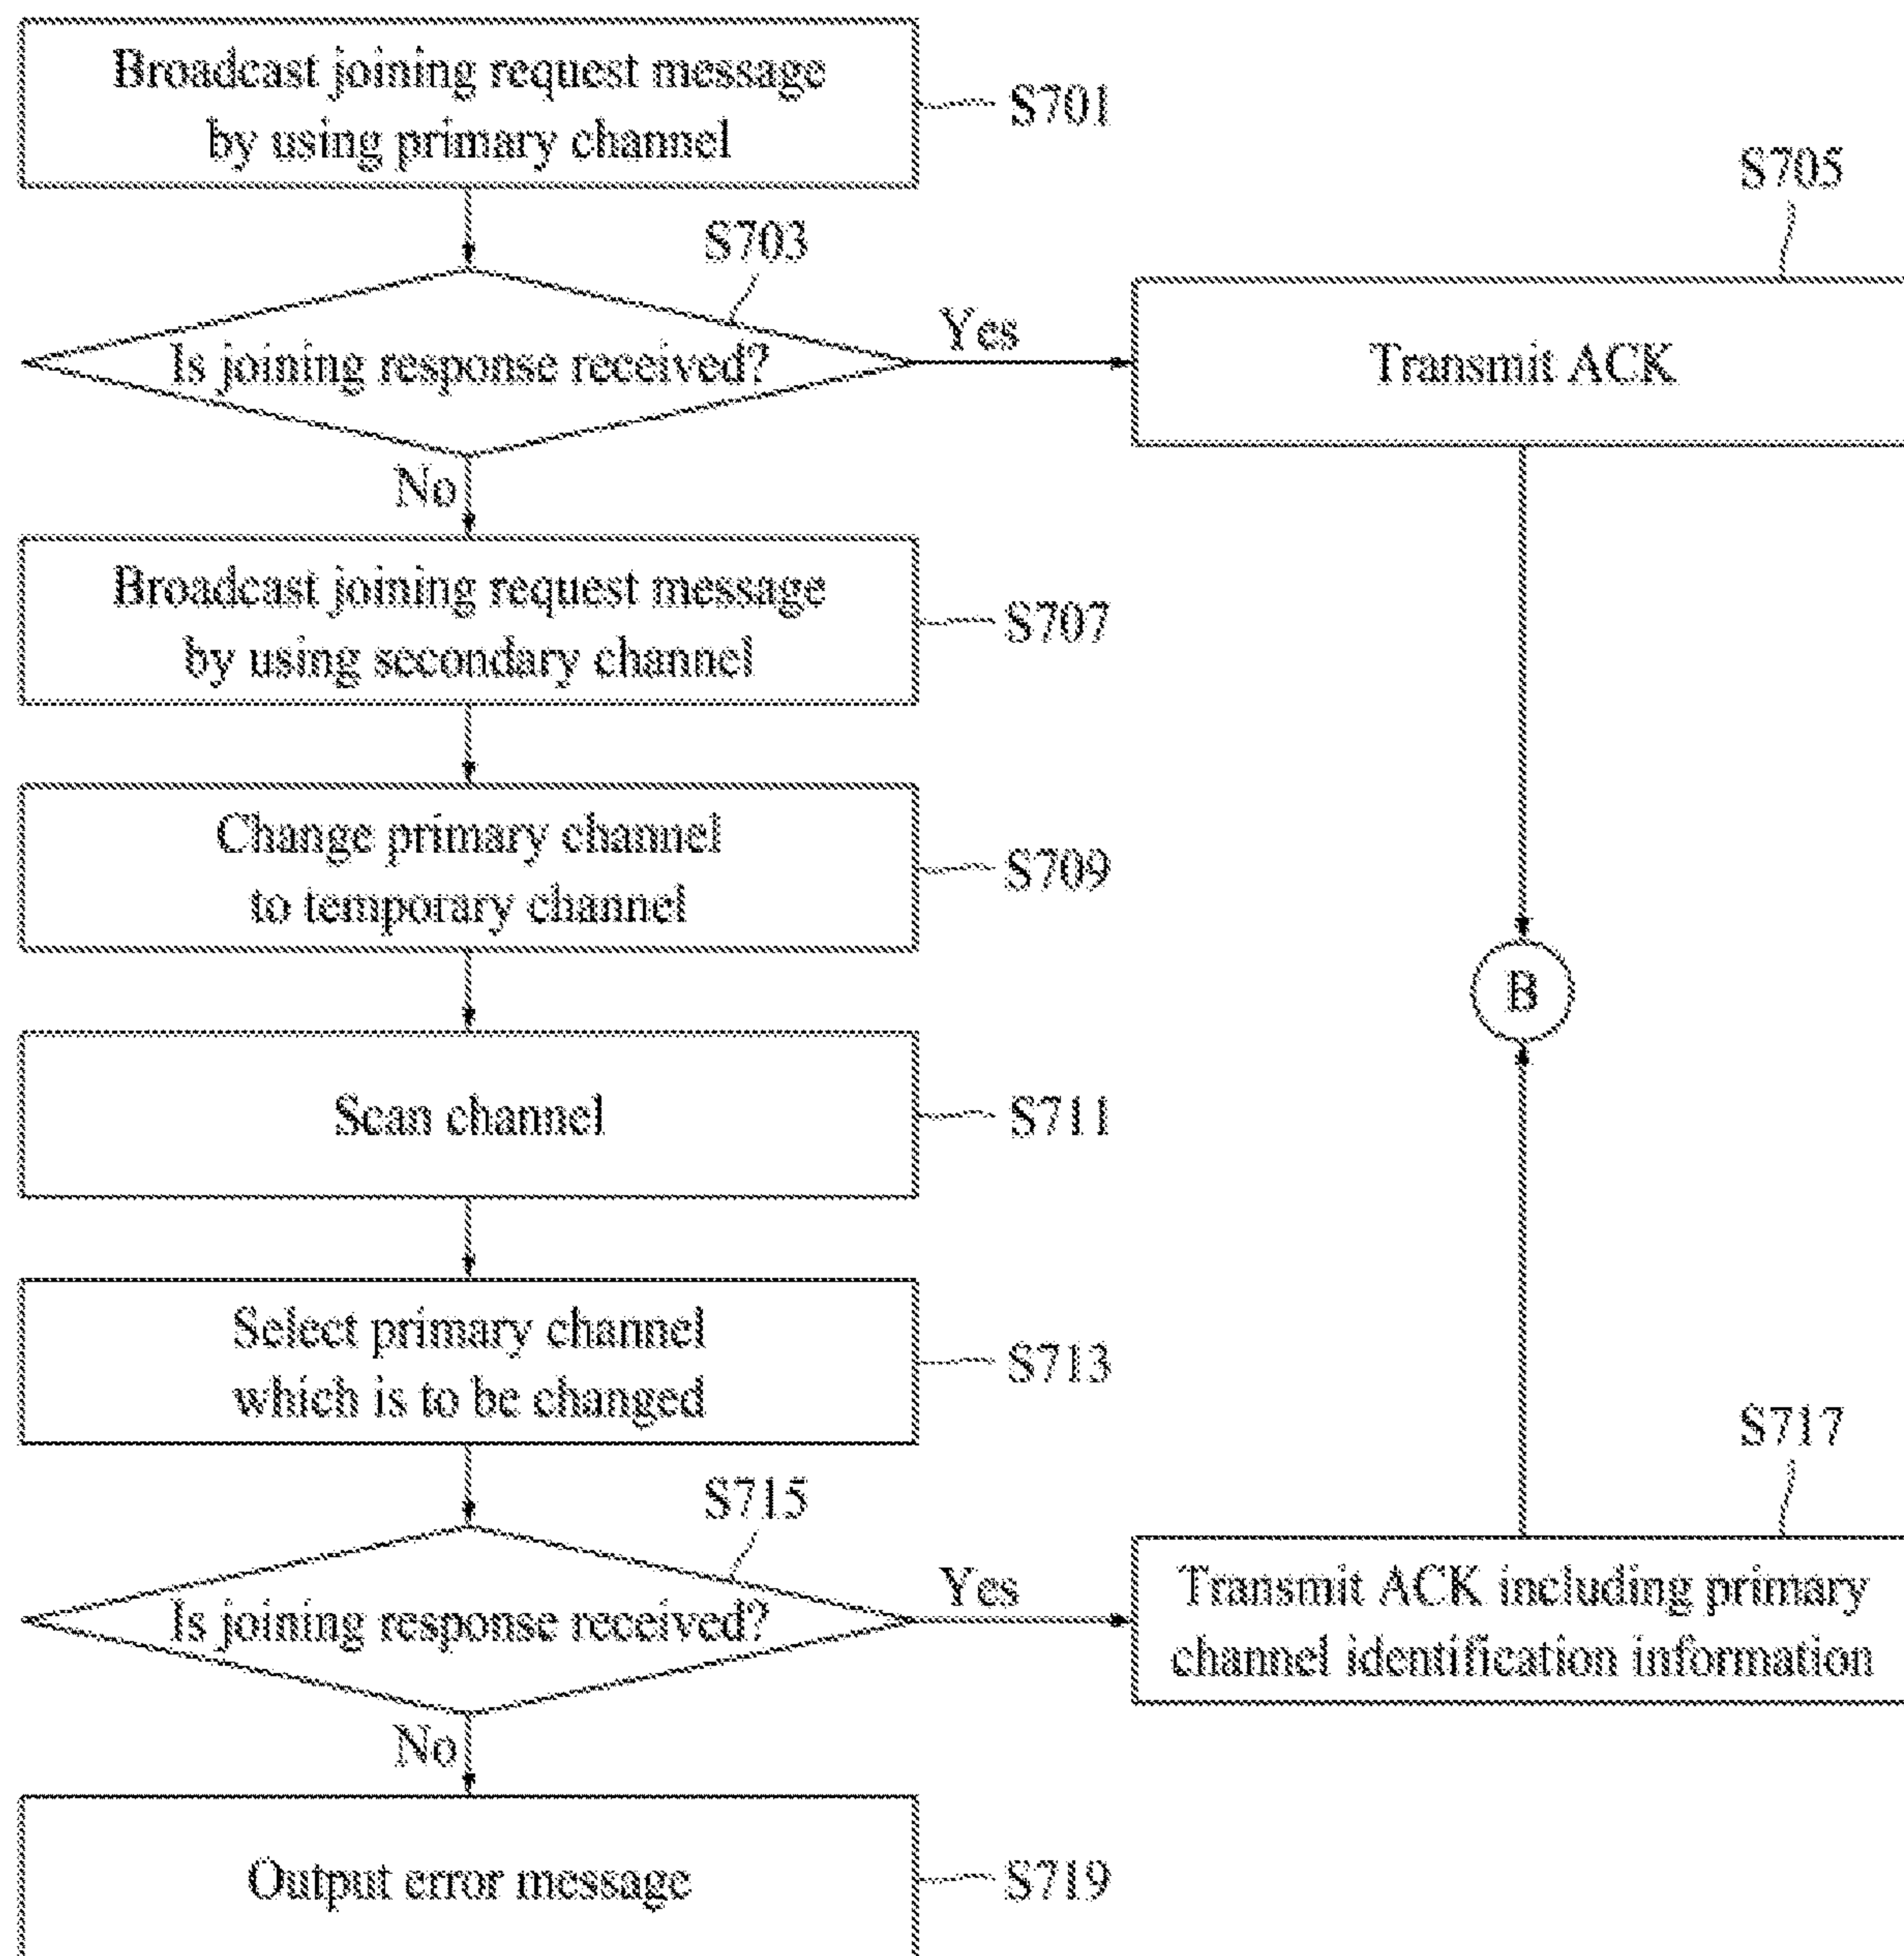 Broadcast joining request message
by using primary channel
S701
S705
S703
Is joining response received?
Yes
Transmit ACK
No
Broadcast joining request message
by using secondary channel
S707
Change primary channel
to temporary channel
S709
B
Scan channel
S711
Select primary channel
which is to be changed
S713
S717
S715
Is joining response received?
Yes
Transmit ACK including primary
channel identification information
No
Output error message
S719